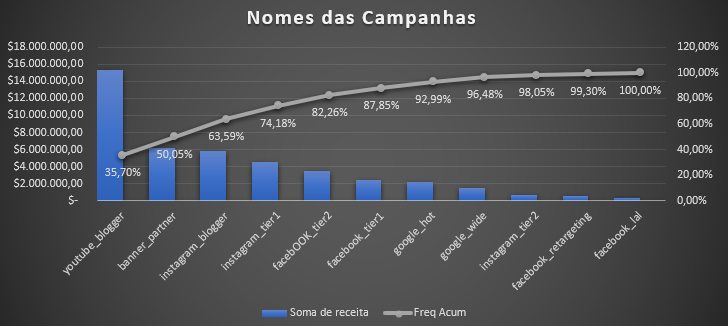 Nomes das Campanhas
$18.000.000,00
$16.000.000,00
$14.000.000,00
$12.000.000,00
$10.000.000,00
$8.000.000,00
$6.000.000,00
$4.000.000,00
$2.000.000,00
$-
120,00%
100,00%
80,00%
60,00%
40,00%
20,00%
0,00%
35,70%
50,05%
63,59%
74,18%
82,26%
87,85%
92,99%
96,48%
98,05%
99,30%
100,00%
youtube_blogger
banner_partner
instagram_blogger
instagram_tier1
facebOOK_tier2
facebook_tier1
google_hot
google_wide
instagram_tier2
facebook_retargeting
facebook_lal
Soma de receita
Freq Acum